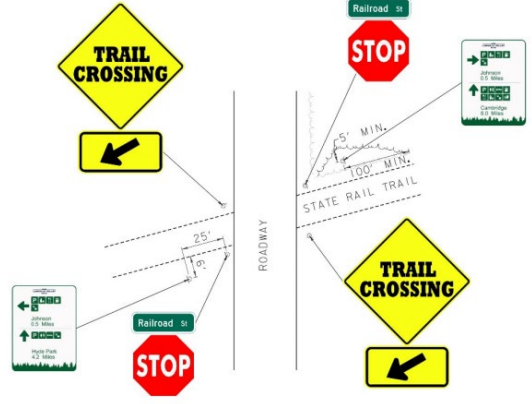 Railroad St
STOP
TRAIL
CROSSING
Johnson
0.5 Miles
Cambridge
8.0 Miles
5' MIN.
100' MIN.
STATE RAIL TRAIL
ROADWAY
25'
6'
TRAIL
CROSSING
Johnson
0.5 Miles
Hyde Park
4.2 Miles
Railroad St
STOP